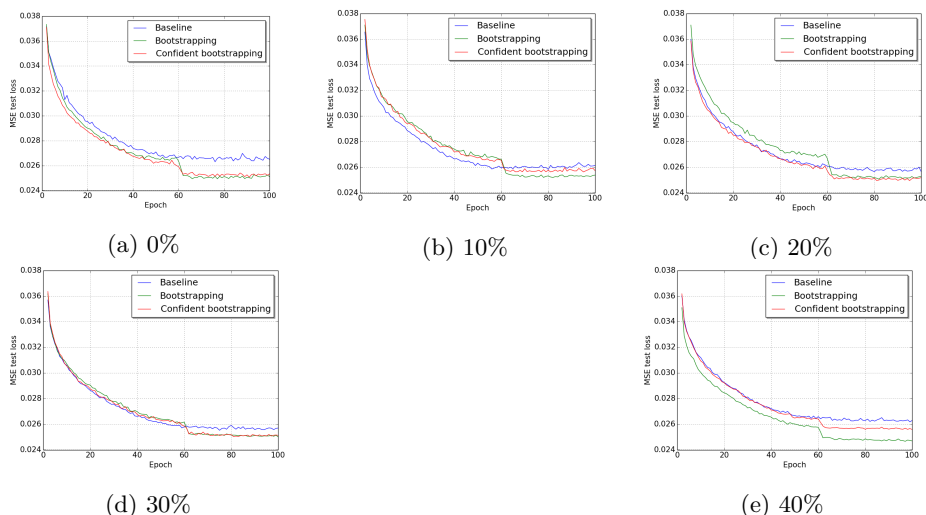 0.038
0.036
0.034
0.032
0.030
0.028
0.026
0.024
MSE test loss
Baseline
Bootstrapping
Confident bootstrapping
0 20 40 60 80 100
Epoch
(a) 0%
0.038
0.036
0.034
0.032
0.030
0.028
0.026
0.024
MSE test loss
Baseline
Bootstrapping
Confident bootstrapping
0 20 40 60 80 100
Epoch
(b) 10%
0.038
0.036
0.034
0.032
0.030
0.028
0.026
0.024
MSE test loss
Baseline
Bootstrapping
Confident bootstrapping
0 20 40 60 80 100
Epoch
(c) 20%
0.038
0.036
0.034
0.032
0.030
0.028
0.026
0.024
MSE test loss
Baseline
Bootstrapping
Confident bootstrapping
0 20 40 60 80 100
Epoch
(d) 30%
0.038
0.036
0.034
0.032
0.030
0.028
0.026
0.024
MSE test loss
Baseline
Bootstrapping
Confident bootstrapping
0 20 40 60 80 100
Epoch
(e) 40%